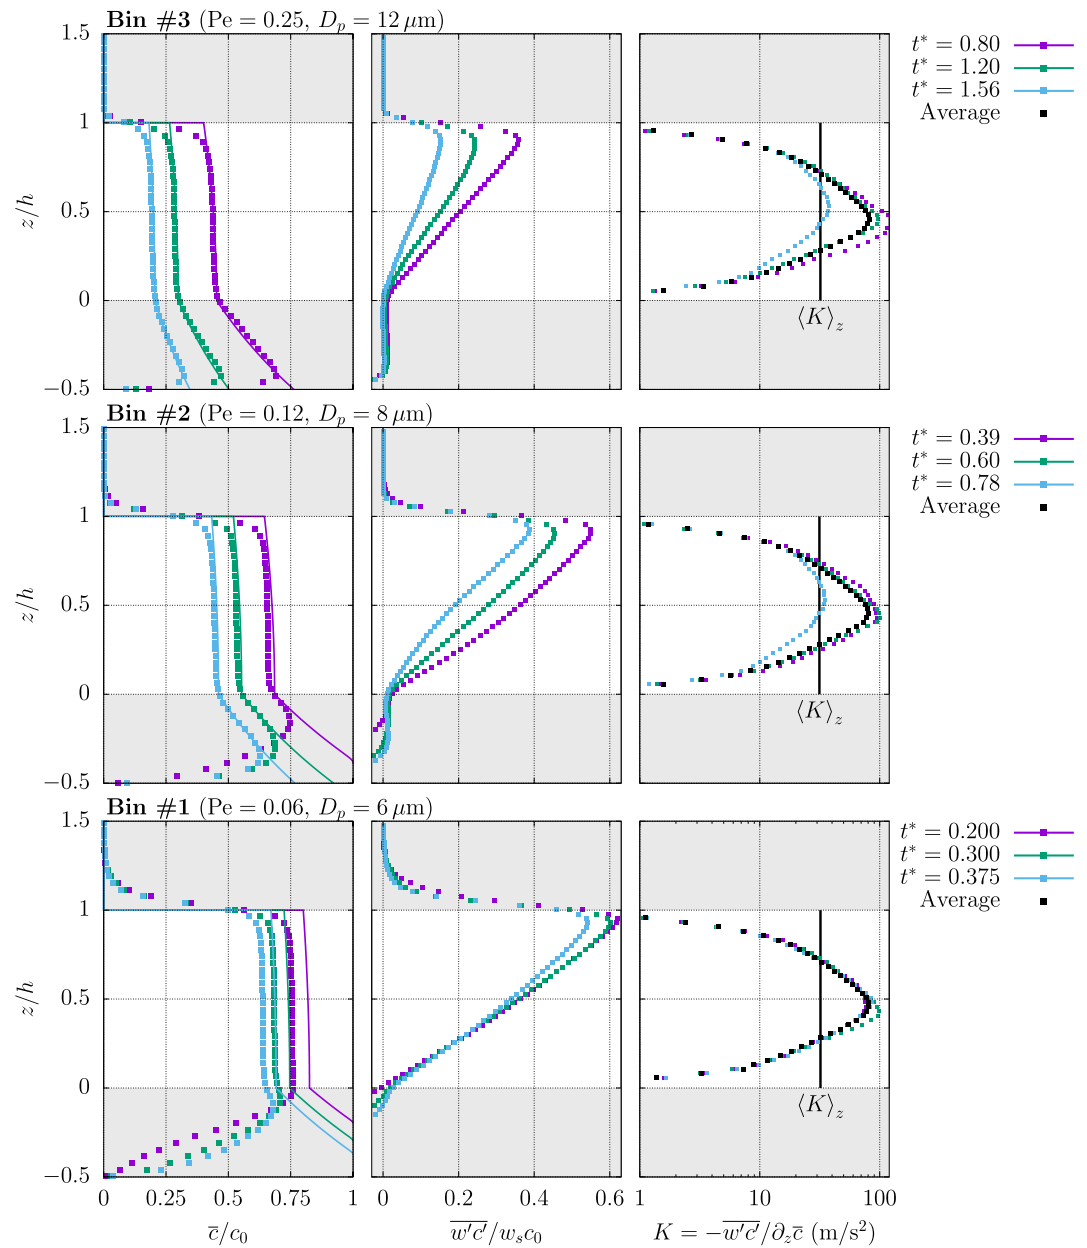 Bin #3 (Pe = 0.25, D_p = 12 μm)
1.5
1
0.5
0
−0.5
z/h
⟨K⟩_z
t* = 0.80
t* = 1.20
t* = 1.56
Average
Bin #2 (Pe = 0.12, D_p = 8 μm)
1.5
1
0.5
0
−0.5
z/h
⟨K⟩_z
t* = 0.39
t* = 0.60
t* = 0.78
Average
Bin #1 (Pe = 0.06, D_p = 6 μm)
1.5
1
0.5
0
−0.5
z/h
⟨K⟩_z
t* = 0.200
t* = 0.300
t* = 0.375
Average
0 0.25 0.5 0.75 1
0 0.2 0.4 0.6
1 10 100
c̅/c₀
w′c′̅/w_s c₀
K = −w′c′̅/∂_z c̅ (m/s²)